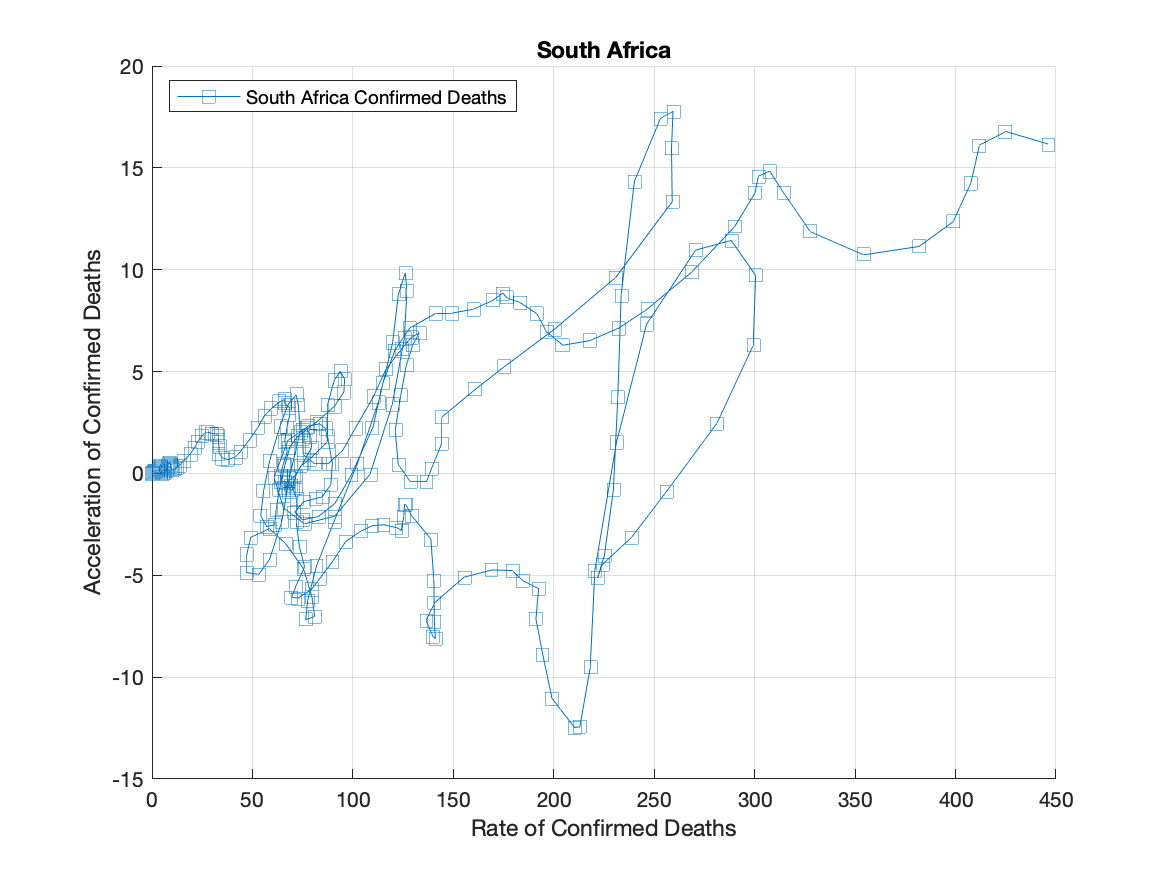 South Africa
20
South Africa Confirmed Deaths
15
10
5
0
-5
-10
-15
Acceleration of Confirmed Deaths
0 50 100 150 200 250 300 350 400 450
Rate of Confirmed Deaths